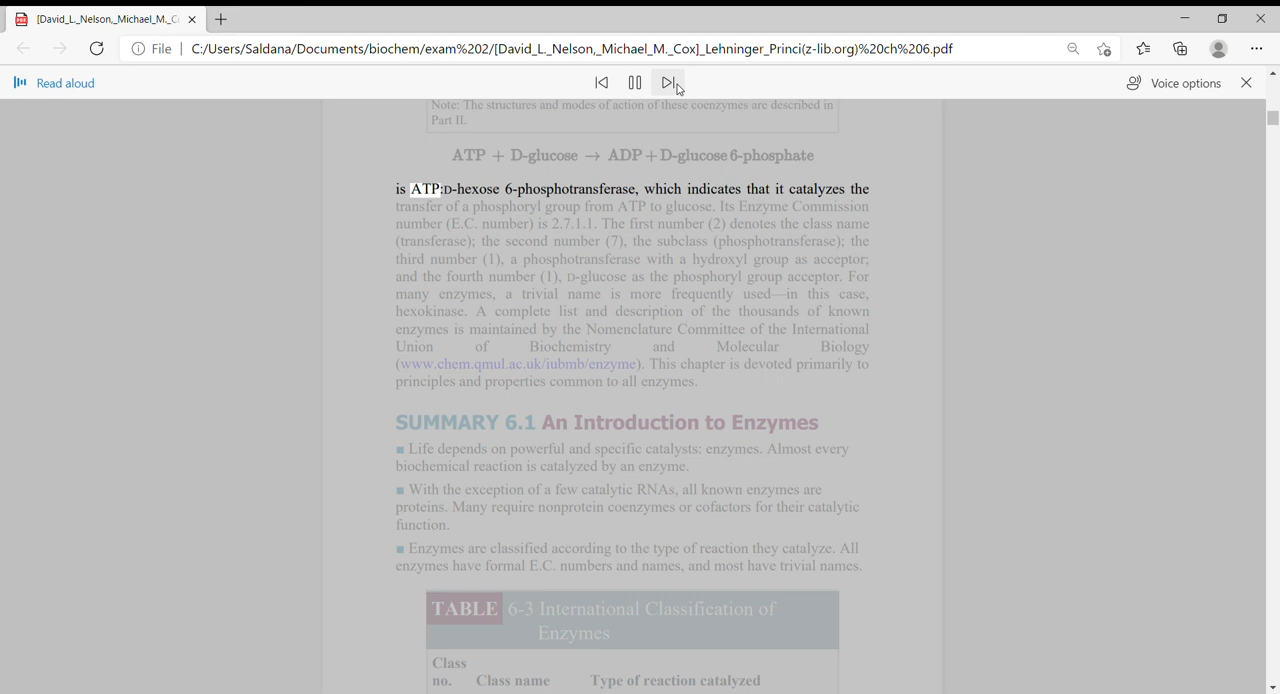 [David_L._Nelson,_Michael_M._C
File | C:/Users/Saldana/Documents/biochem/exam%202/[David_L._Nelson,_Michael_M._Cox]_Lehninger_Princi(z-lib.org)%20ch%206.pdf
Read aloud
Voice options
Note: The structures and modes of action of these coenzymes are described in
Part II.
ATP + D-glucose → ADP + D-glucose 6-phosphate
is ATP:D-hexose 6-phosphotransferase, which indicates that it catalyzes the
transfer of a phosphoryl group from ATP to glucose. Its Enzyme Commission
number (E.C. number) is 2.7.1.1. The first number (2) denotes the class name
(transferase); the second number (7), the subclass (phosphotransferase); the
third number (1), a phosphotransferase with a hydroxyl group as acceptor;
and the fourth number (1), D-glucose as the phosphoryl group acceptor. For
many enzymes, a trivial name is more frequently used—in this case,
hexokinase. A complete list and description of the thousands of known
enzymes is maintained by the Nomenclature Committee of the International
Union of Biochemistry and Molecular Biology
(www.chem.qmul.ac.uk/iubmb/enzyme). This chapter is devoted primarily to
principles and properties common to all enzymes.
SUMMARY 6.1 An Introduction to Enzymes
■ Life depends on powerful and specific catalysts: enzymes. Almost every
biochemical reaction is catalyzed by an enzyme.
■ With the exception of a few catalytic RNAs, all known enzymes are
proteins. Many require nonprotein coenzymes or cofactors for their catalytic
function.
■ Enzymes are classified according to the type of reaction they catalyze. All
enzymes have formal E.C. numbers and names, and most have trivial names.
TABLE 6-3 International Classification of
Enzymes
Class
no. Class name Type of reaction catalyzed